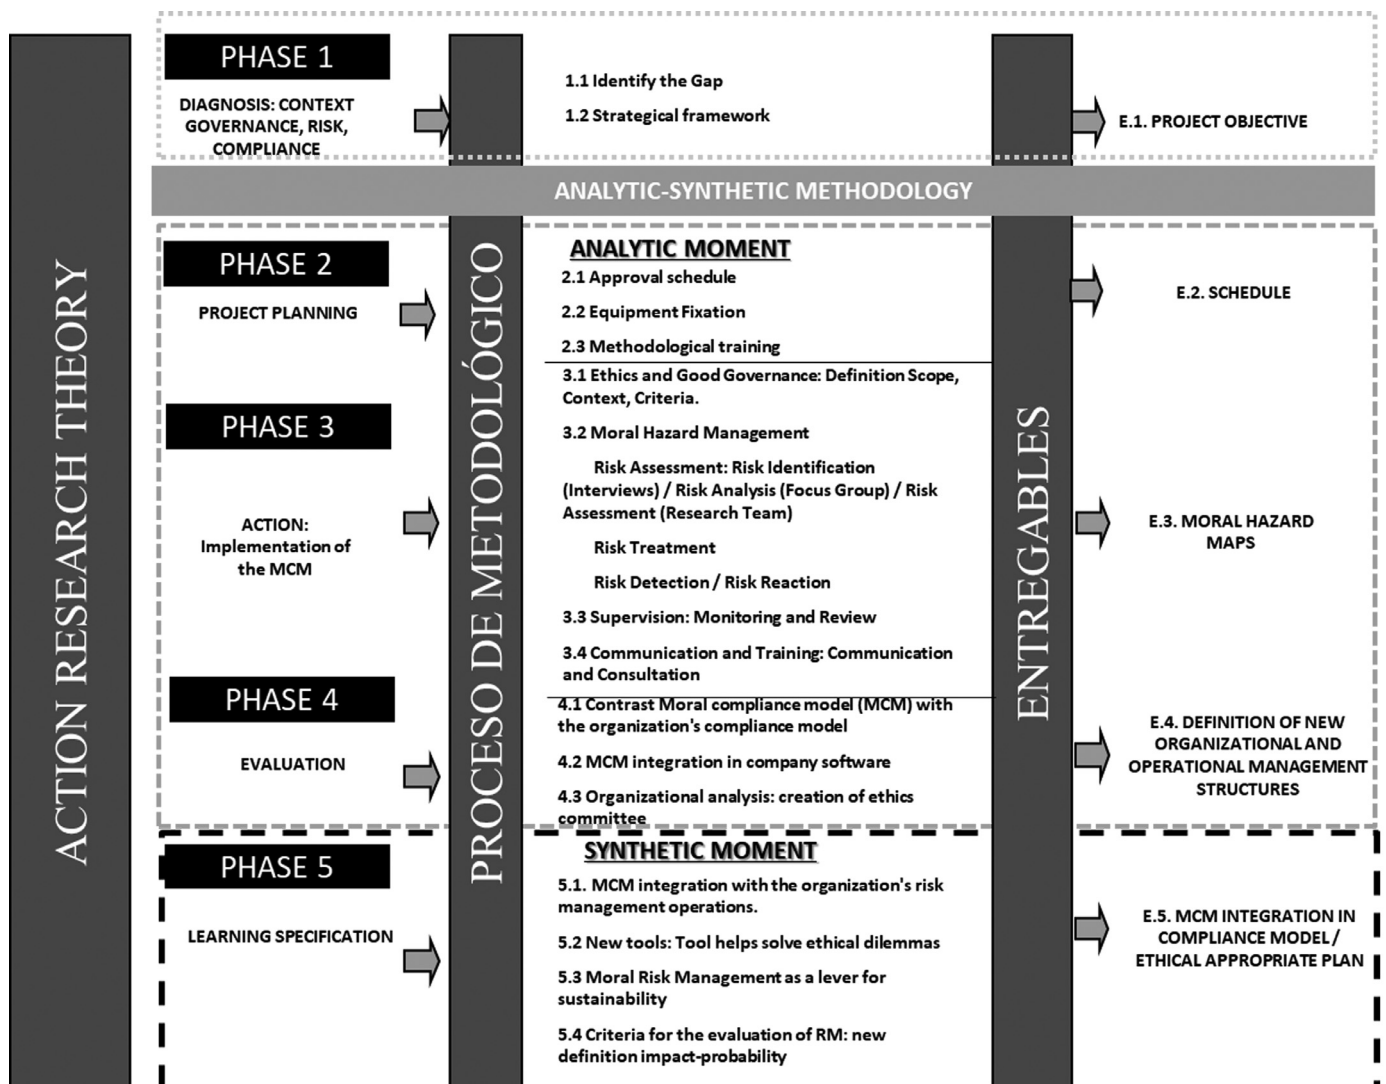 ACTION RESEARCH THEORY
PHASE 1
DIAGNOSIS: CONTEXT
GOVERNANCE, RISK,
COMPLIANCE
PROCESO DE METODOLÓGICO
1.1 Identify the Gap
1.2 Strategical framework
ENTREGABLES
E.1. PROJECT OBJECTIVE
ANALYTIC-SYNTHETIC METHODOLOGY
PHASE 2
PROJECT PLANNING
ANALYTIC MOMENT
2.1 Approval schedule
2.2 Equipment Fixation
2.3 Methodological training
E.2. SCHEDULE
PHASE 3
ACTION:
Implementation of
the MCM
3.1 Ethics and Good Governance: Definition Scope,
Context, Criteria.
3.2 Moral Hazard Management
Risk Assessment: Risk Identification
(Interviews) / Risk Analysis (Focus Group) / Risk
Assessment (Research Team)
Risk Treatment
Risk Detection / Risk Reaction
3.3 Supervision: Monitoring and Review
3.4 Communication and Training: Communication
and Consultation
E.3. MORAL HAZARD
MAPS
PHASE 4
EVALUATION
4.1 Contrast Moral compliance model (MCM) with
the organization's compliance model
4.2 MCM integration in company software
4.3 Organizational analysis: creation of ethics
committee
E.4. DEFINITION OF NEW
ORGANIZATIONAL AND
OPERATIONAL MANAGEMENT
STRUCTURES
PHASE 5
LEARNING SPECIFICATION
SYNTHETIC MOMENT
5.1. MCM integration with the organization's risk
management operations.
5.2 New tools: Tool helps solve ethical dilemmas
5.3 Moral Risk Management as a lever for
sustainability
5.4 Criteria for the evaluation of RM: new
definition impact-probability
E.5. MCM INTEGRATION IN
COMPLIANCE MODEL /
ETHICAL APPROPRIATE PLAN